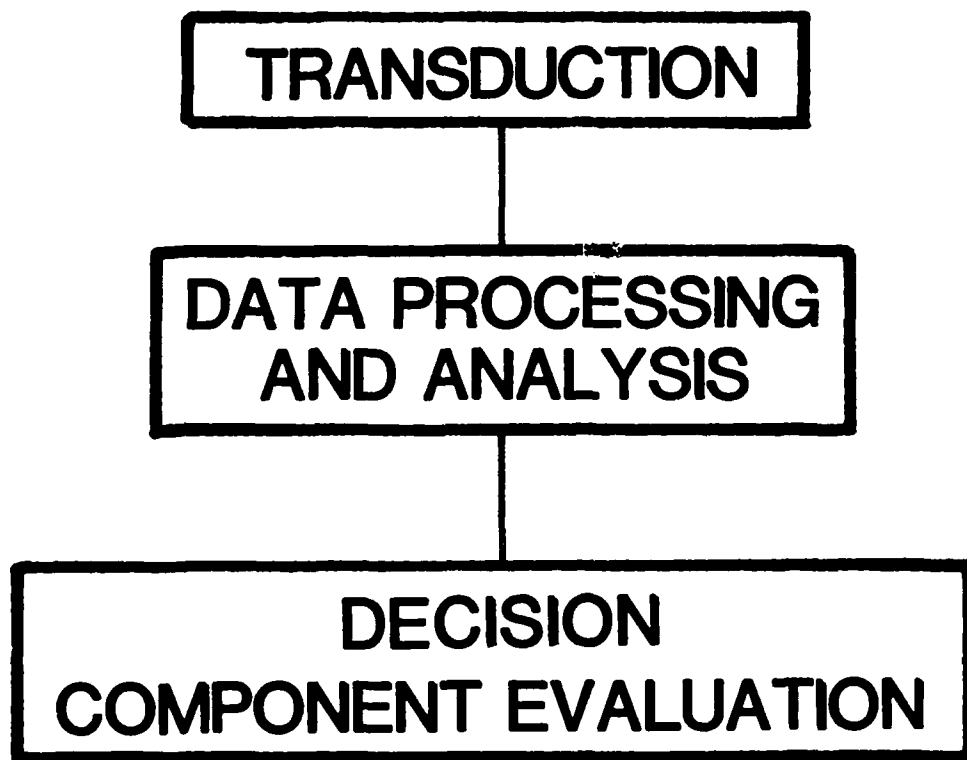 TRANSDUCTION
DATA PROCESSING
AND ANALYSIS
DECISION
COMPONENT EVALUATION